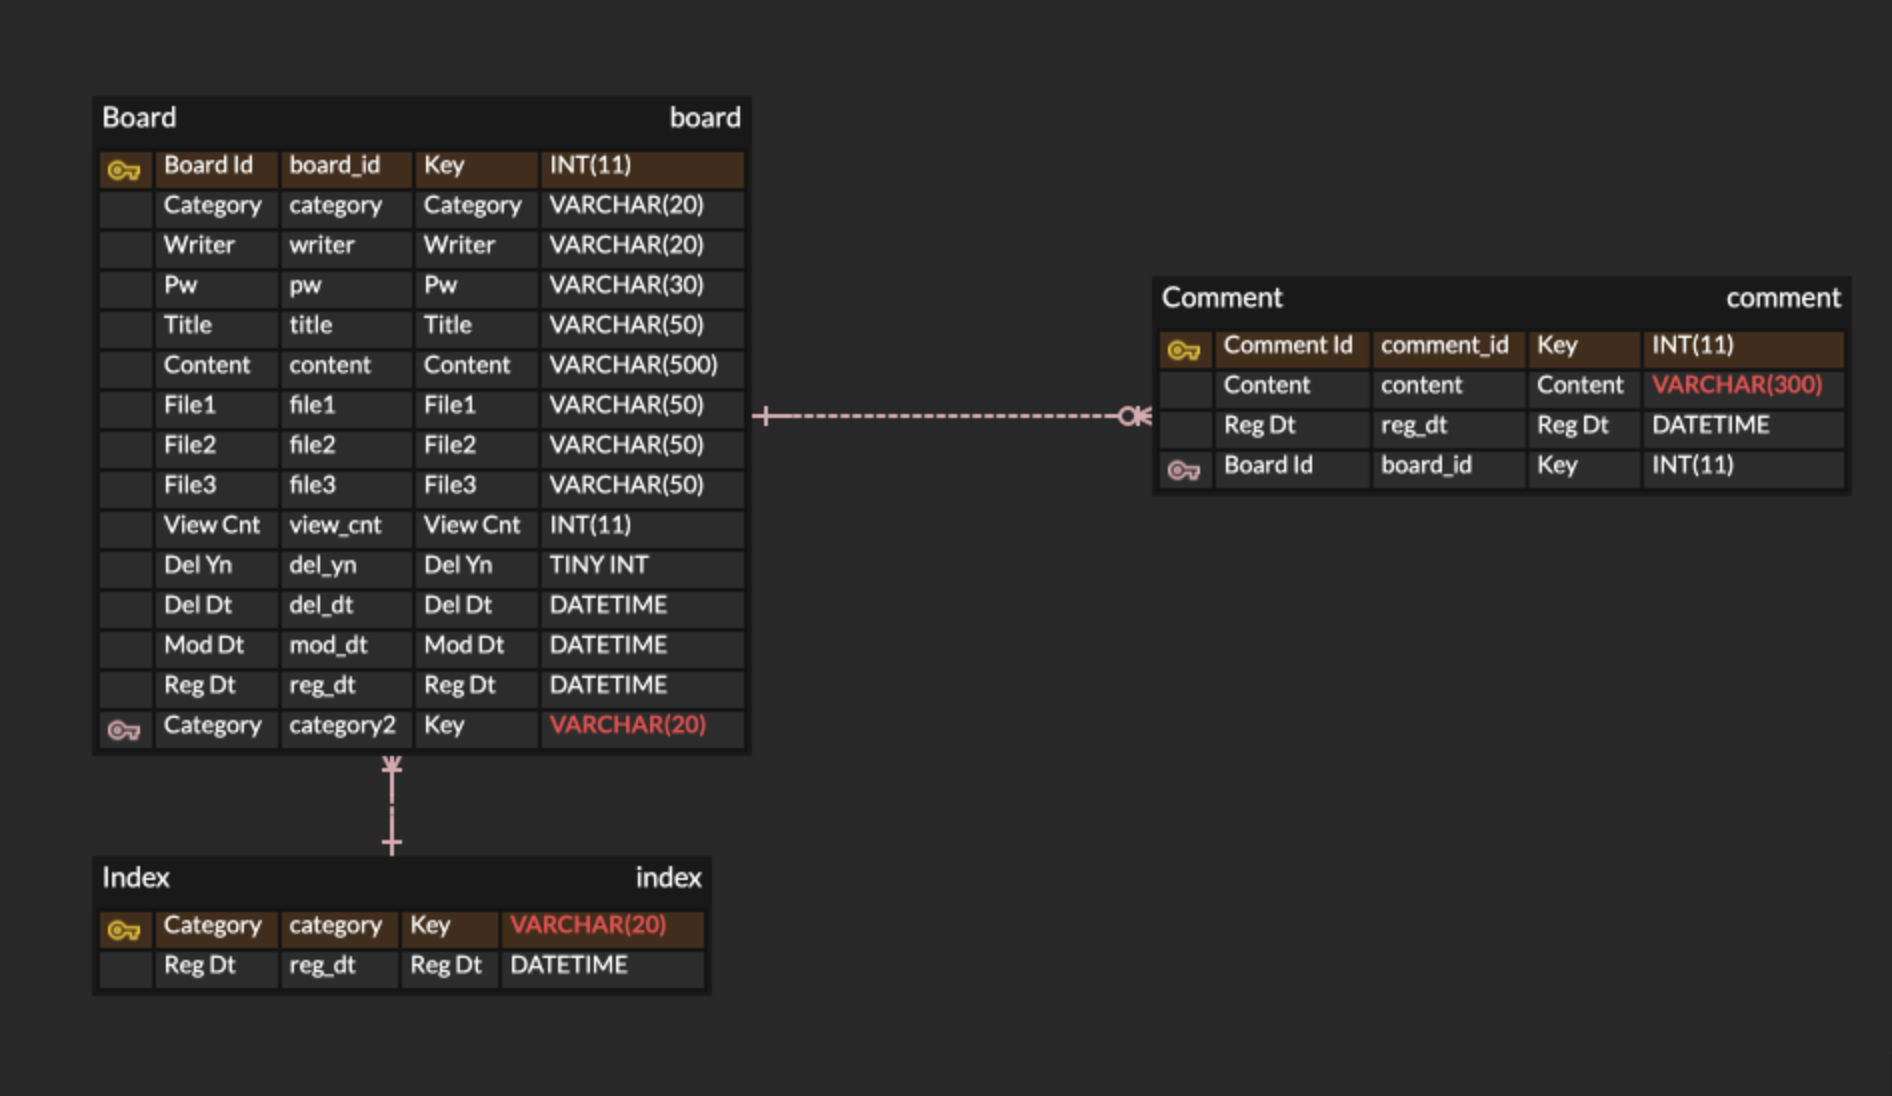 Board board
Board Id board_id Key INT(11)
Category category Category VARCHAR(20)
Writer writer Writer VARCHAR(20)
Pw pw Pw VARCHAR(30)
Title title Title VARCHAR(50)
Content content Content VARCHAR(500)
File1 file1 File1 VARCHAR(50)
File2 file2 File2 VARCHAR(50)
File3 file3 File3 VARCHAR(50)
View Cnt view_cnt View Cnt INT(11)
Del Yn del_yn Del Yn TINY INT
Del Dt del_dt Del Dt DATETIME
Mod Dt mod_dt Mod Dt DATETIME
Reg Dt reg_dt Reg Dt DATETIME
Category category2 Key VARCHAR(20)
Comment comment
Comment Id comment_id Key INT(11)
Content content Content VARCHAR(300)
Reg Dt reg_dt Reg Dt DATETIME
Board Id board_id Key INT(11)
Index index
Category category Key VARCHAR(20)
Reg Dt reg_dt Reg Dt DATETIME